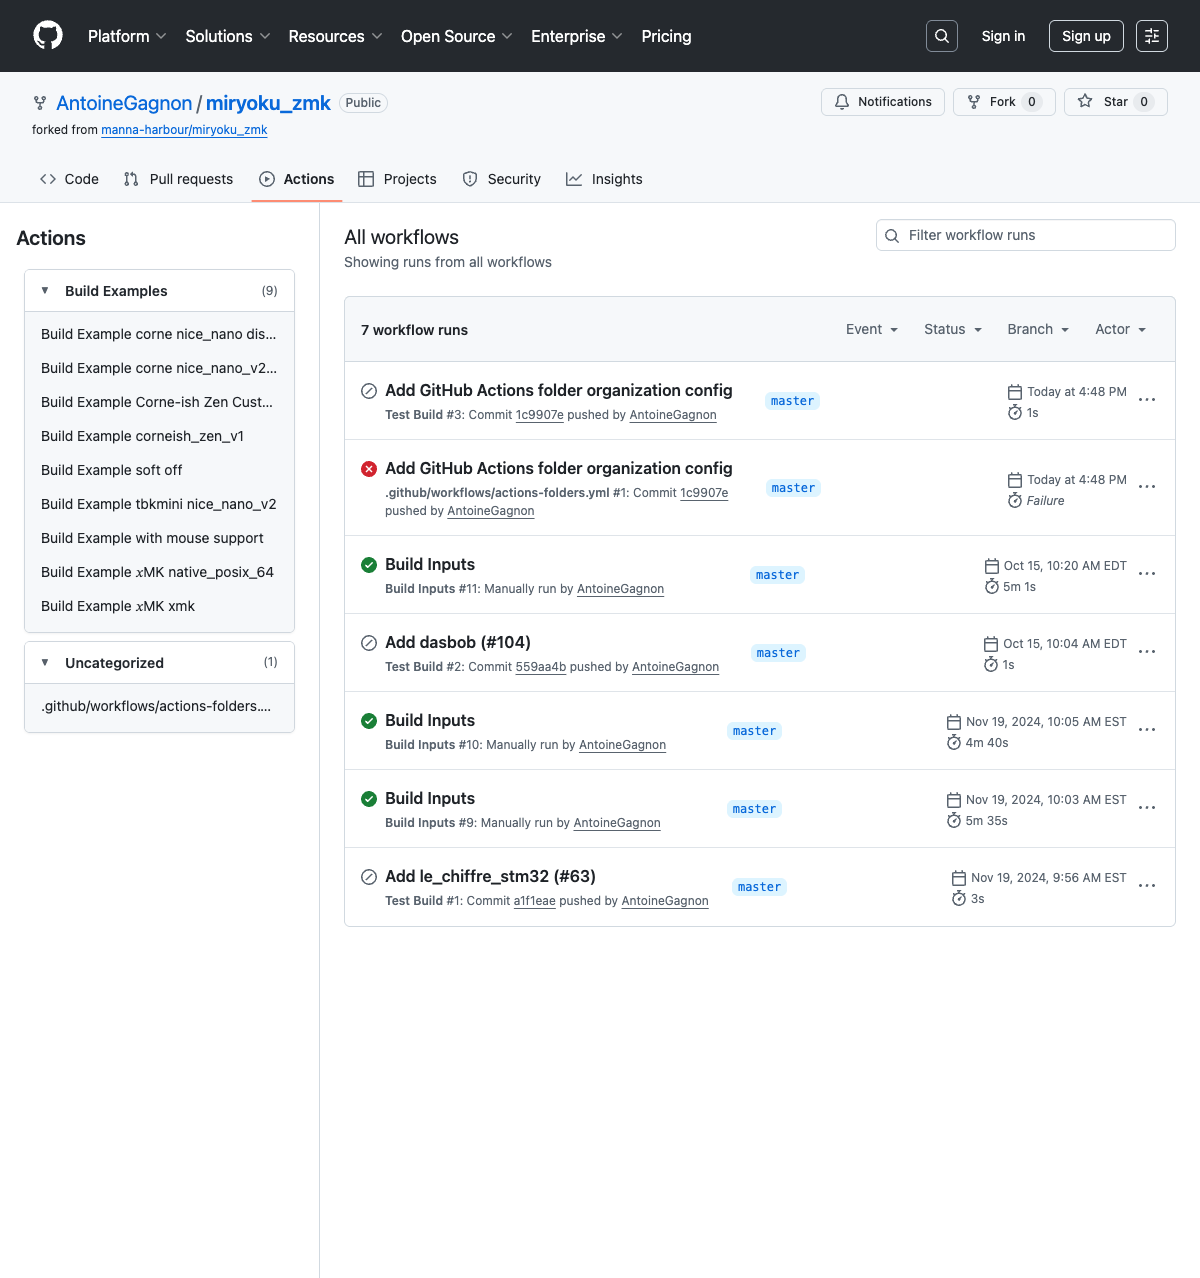 Platform Solutions Resources Open Source Enterprise Pricing Sign in Sign up
AntoineGagnon / miryoku_zmk Public
Notifications Fork 0 Star 0
forked from manna-harbour/miryoku_zmk
Code Pull requests Actions Projects Security Insights
Actions
Build Examples (9)
Build Example corne nice_nano dis...
Build Example corne nice_nano_v2...
Build Example Corne-ish Zen Cust...
Build Example corneish_zen_v1
Build Example soft off
Build Example tbkmini nice_nano_v2
Build Example with mouse support
Build Example 𝑥MK native_posix_64
Build Example 𝑥MK xmk
Uncategorized (1)
.github/workflows/actions-folders....
All workflows
Showing runs from all workflows
Filter workflow runs
7 workflow runs Event Status Branch Actor
Add GitHub Actions folder organization config
Test Build #3: Commit 1c9907e pushed by AntoineGagnon
master
Today at 4:48 PM
1s
Add GitHub Actions folder organization config
.github/workflows/actions-folders.yml #1: Commit 1c9907e
pushed by AntoineGagnon
master
Today at 4:48 PM
Failure
Build Inputs
Build Inputs #11: Manually run by AntoineGagnon
master
Oct 15, 10:20 AM EDT
5m 1s
Add dasbob (#104)
Test Build #2: Commit 559aa4b pushed by AntoineGagnon
master
Oct 15, 10:04 AM EDT
1s
Build Inputs
Build Inputs #10: Manually run by AntoineGagnon
master
Nov 19, 2024, 10:05 AM EST
4m 40s
Build Inputs
Build Inputs #9: Manually run by AntoineGagnon
master
Nov 19, 2024, 10:03 AM EST
5m 35s
Add le_chiffre_stm32 (#63)
Test Build #1: Commit a1f1eae pushed by AntoineGagnon
master
Nov 19, 2024, 9:56 AM EST
3s